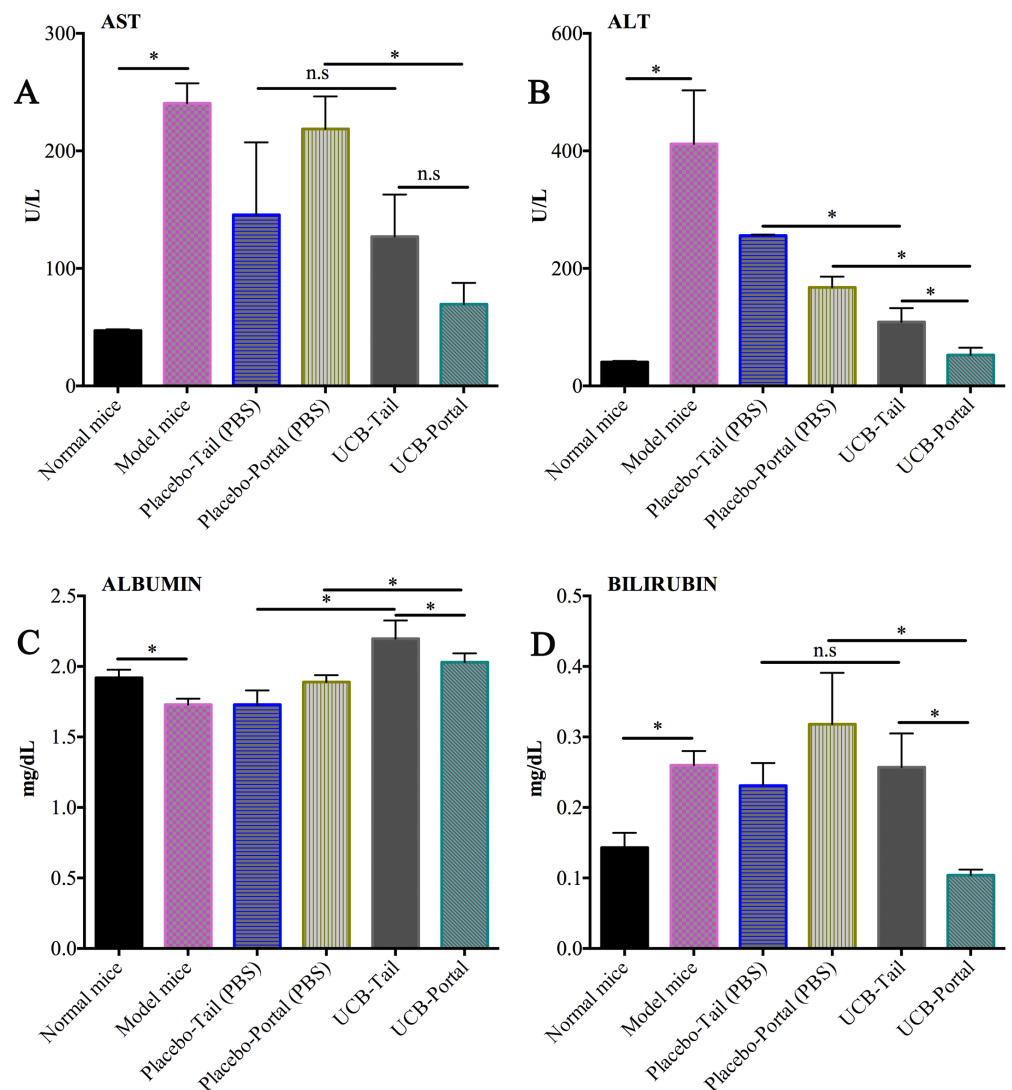 AST
A
U/L
300
200
100
0
*
n.s
*
n.s
Normal mice
Model mice
Placebo-Tail (PBS)
Placebo-Portal (PBS)
UCB-Tail
UCB-Portal
ALT
B
U/L
600
400
200
0
*
*
*
*
Normal mice
Model mice
Placebo-Tail (PBS)
Placebo-Portal (PBS)
UCB-Tail
UCB-Portal
ALBUMIN
C
mg/dL
2.5
2.0
1.5
1.0
0.5
0.0
*
*
*
*
Normal mice
Model mice
Placebo-Tail (PBS)
Placebo-Portal (PBS)
UCB-Tail
UCB-Portal
BILIRUBIN
D
mg/dL
0.5
0.4
0.3
0.2
0.1
0.0
*
n.s
*
*
Normal mice
Model mice
Placebo-Tail (PBS)
Placebo-Portal (PBS)
UCB-Tail
UCB-Portal